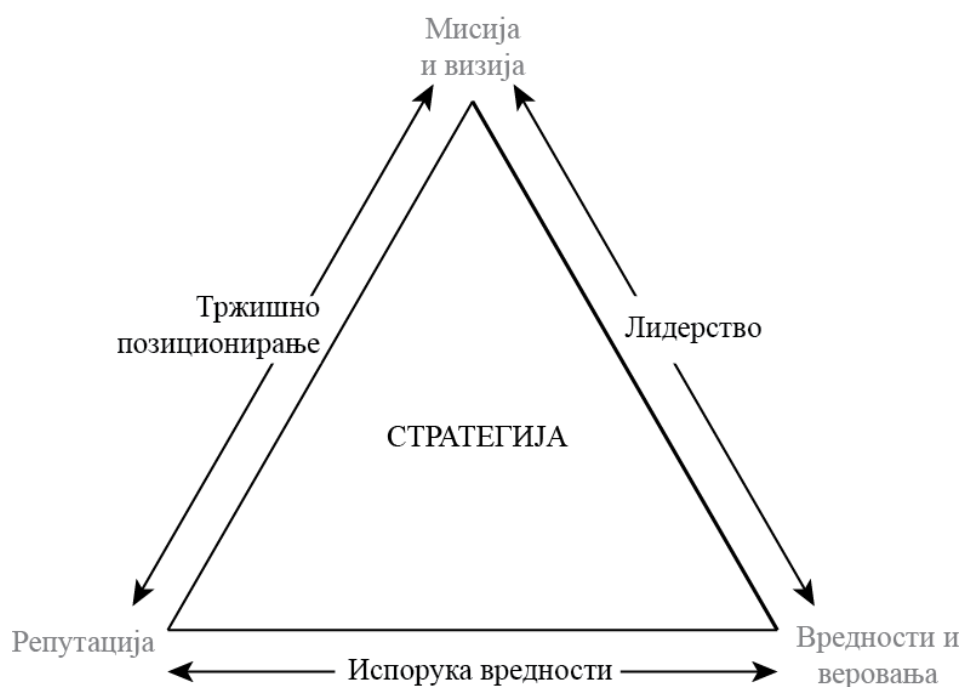 Мисија
и визија
Тржишно
позиционирање
Лидерство
СТРАТЕГИЈА
Репутација
Вредности и
веровања
Испорука вредности